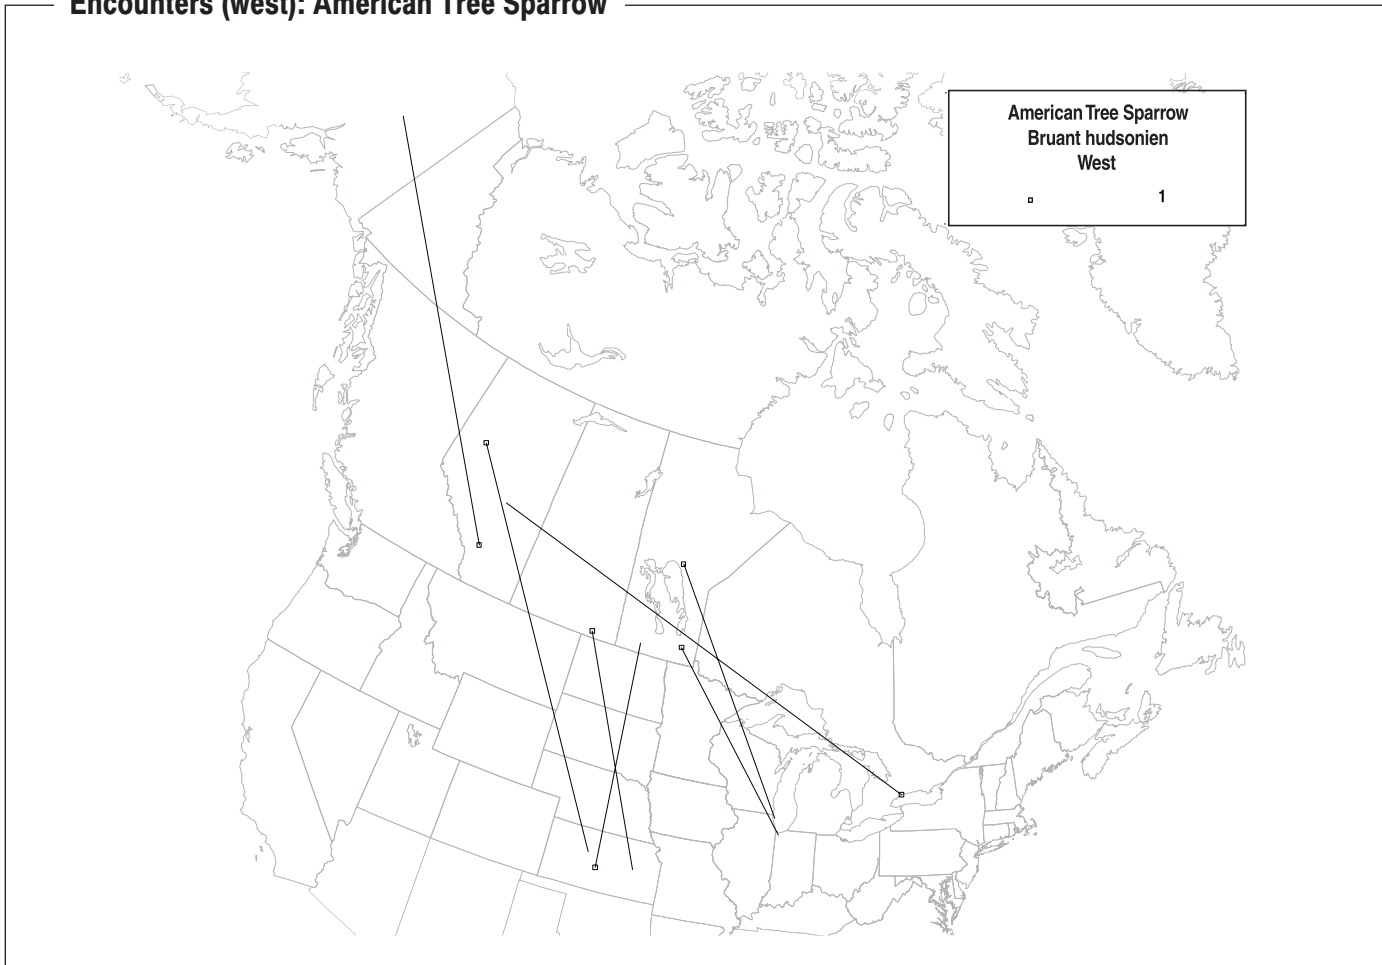 Encounters (west): American Tree Sparrow
American Tree Sparrow
Bruant hudsonien
West
1